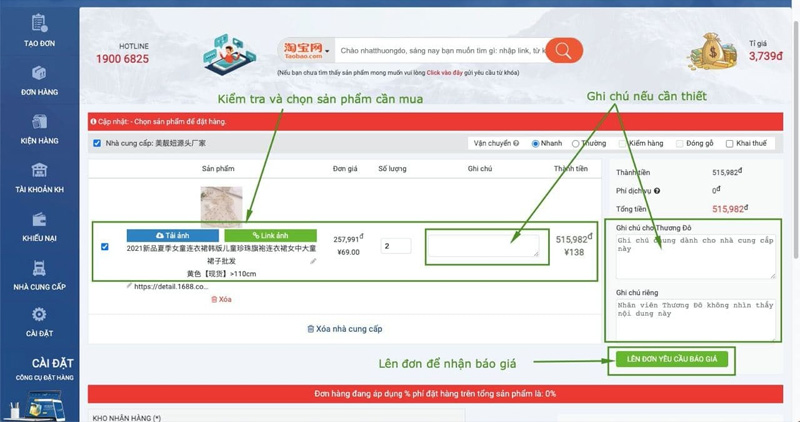 TẠO ĐƠN
ĐƠN HÀNG
KIỆN HÀNG
TÀI KHOẢN KH
KHIẾU NẠI
NHÀ CUNG CẤP
CÀI ĐẶT
CÀI ĐẶT
CÔNG CỤ ĐẶT HÀNG
HOTLINE
1900 6825
淘宝网
Taobao.com
Chào nhatthuongdo, sáng nay bạn muốn tìm gì: nhập link, từ k
(Nếu bạn chưa tìm thấy sản phẩm mong muốn vui lòng Click vào đây gửi yêu cầu từ khóa)
Tỉ giá
3,739đ
Kiểm tra và chọn sản phẩm cần mua
Ghi chú nếu cần thiết
Cập nhật: - Chọn sản phẩm để đặt hàng.
Nhà cung cấp: 美靓妞源头厂家
Vận chuyển Nhanh Thường Kiểm hàng Đóng gỗ Khai thuế
Sản phẩm Đơn giá Số lượng Ghi chú Thành tiền
Tải ảnh Link ảnh
2021新品夏季女童连衣裙韩版儿童珍珠旗袍连衣裙女中大童
裙子批发
黄色【现货】>110cm
https://detail.1688.co...
Xóa
257,991đ
¥69.00
2
515,982đ
¥138
Xóa nhà cung cấp
Thành tiền 515,982đ
Phí dịch vụ 0đ
Tổng tiền 515,982đ
Ghi chú cho Thương Đô
Ghi chú chung dành cho nhà cung cấp
này
Ghi chú riêng
Nhân viên Thương Đô không nhìn thấy
nội dung này
Lên đơn để nhận báo giá
LÊN ĐƠN YÊU CẦU BÁO GIÁ
Đơn hàng đang áp dụng % phí đặt hàng trên tổng sản phẩm là: 0%
KHO NHẬN HÀNG (*)